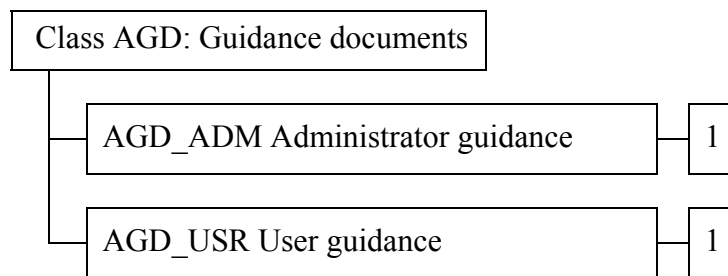 Class AGD: Guidance documents
AGD_ADM Administrator guidance 1
AGD_USR User guidance 1